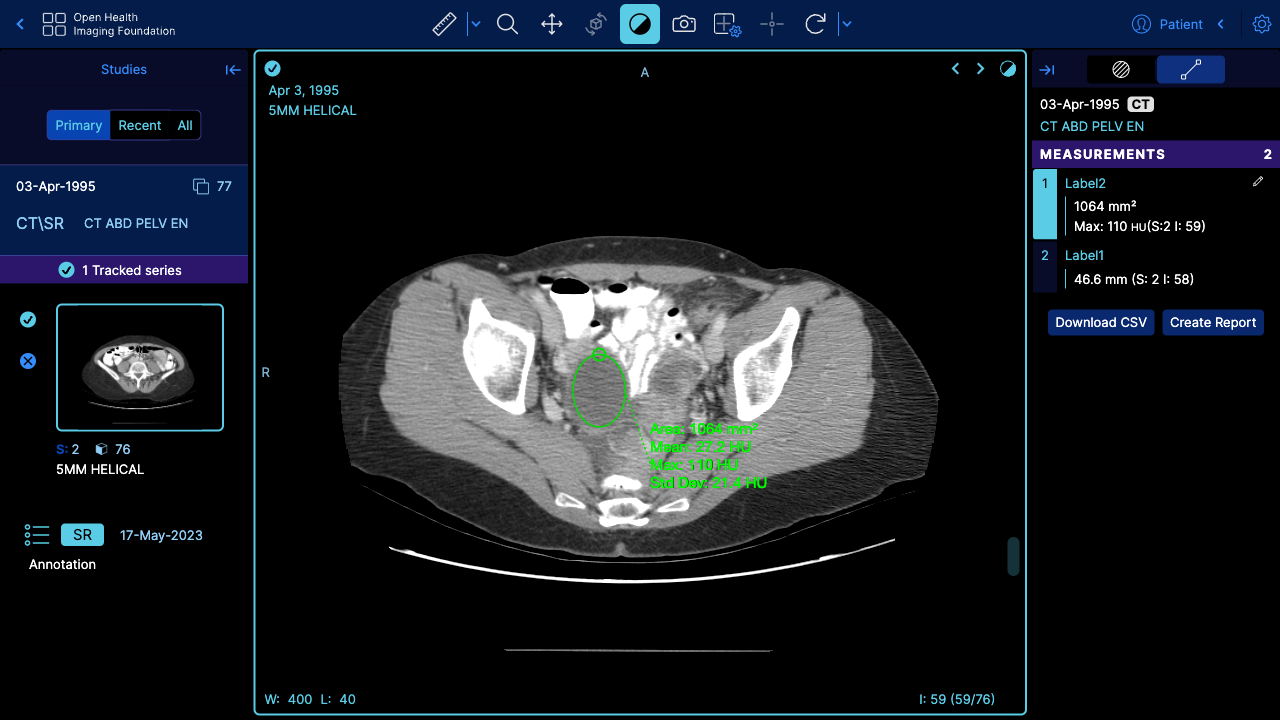 Open Health
Imaging Foundation
Patient
Studies
Primary Recent All
03-Apr-1995 77
CT\SR CT ABD PELV EN
1 Tracked series
S: 2 76
5MM HELICAL
SR 17-May-2023
Annotation
Apr 3, 1995
5MM HELICAL
A
R
Area: 1064 mm²
Mean: 37.2 HU
Max: 110 HU
Std Dev: 21.4 HU
W: 400 L: 40
I: 59 (59/76)
03-Apr-1995 CT
CT ABD PELV EN
MEASUREMENTS 2
1 Label2
1064 mm²
Max: 110 HU(S:2 I: 59)
2 Label1
46.6 mm (S: 2 I: 58)
Download CSV Create Report